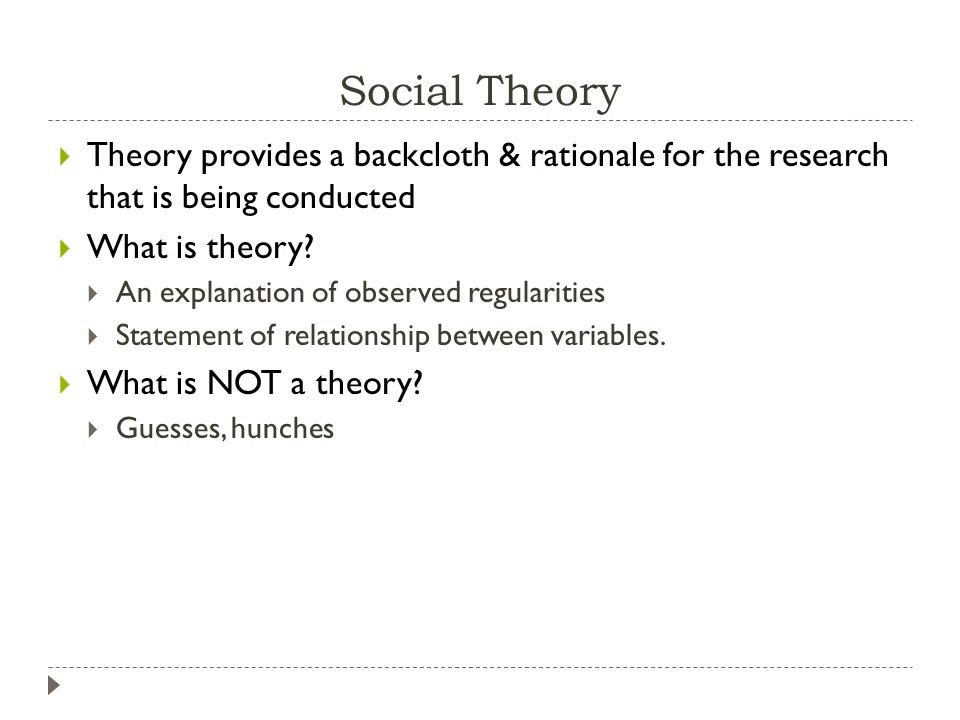 Social Theory
Theory provides a backcloth & rationale for the research
that is being conducted
What is theory?
An explanation of observed regularities
Statement of relationship between variables.
What is NOT a theory?
Guesses, hunches